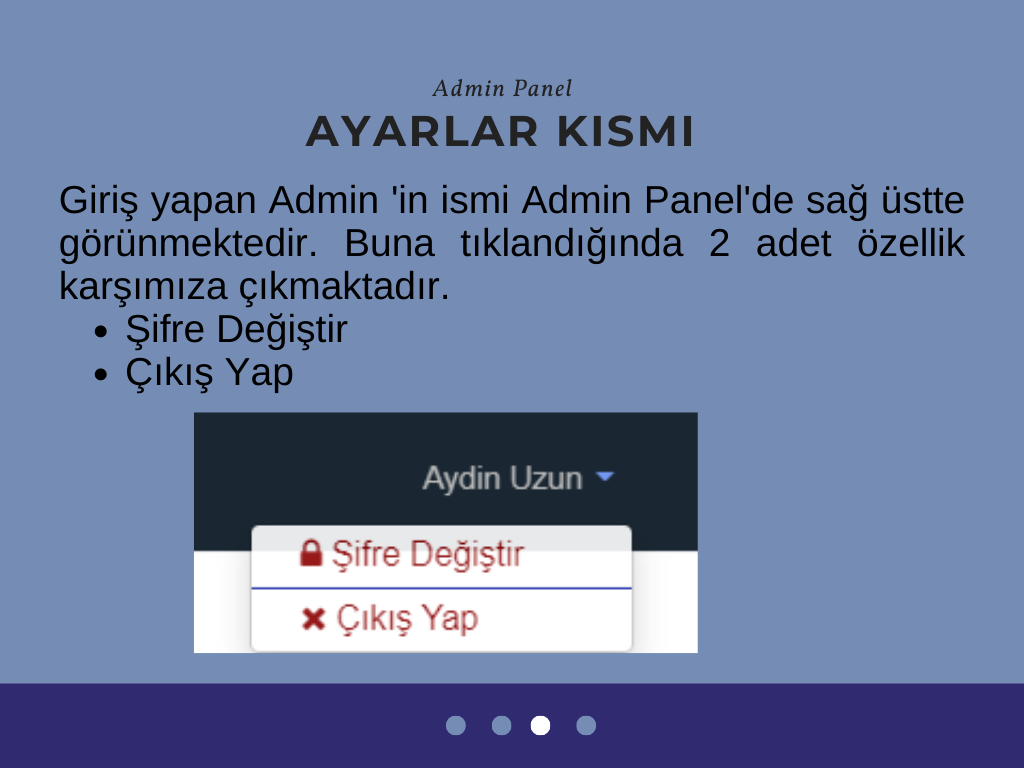 Admin Panel
AYARLAR KISMI
Giriş yapan Admin 'in ismi Admin Panel'de sağ üstte
görünmektedir. Buna tıklandığında 2 adet özellik
karşımıza çıkmaktadır.
• Şifre Değiştir
• Çıkış Yap
Aydin Uzun
Şifre Değiştir
Çıkış Yap